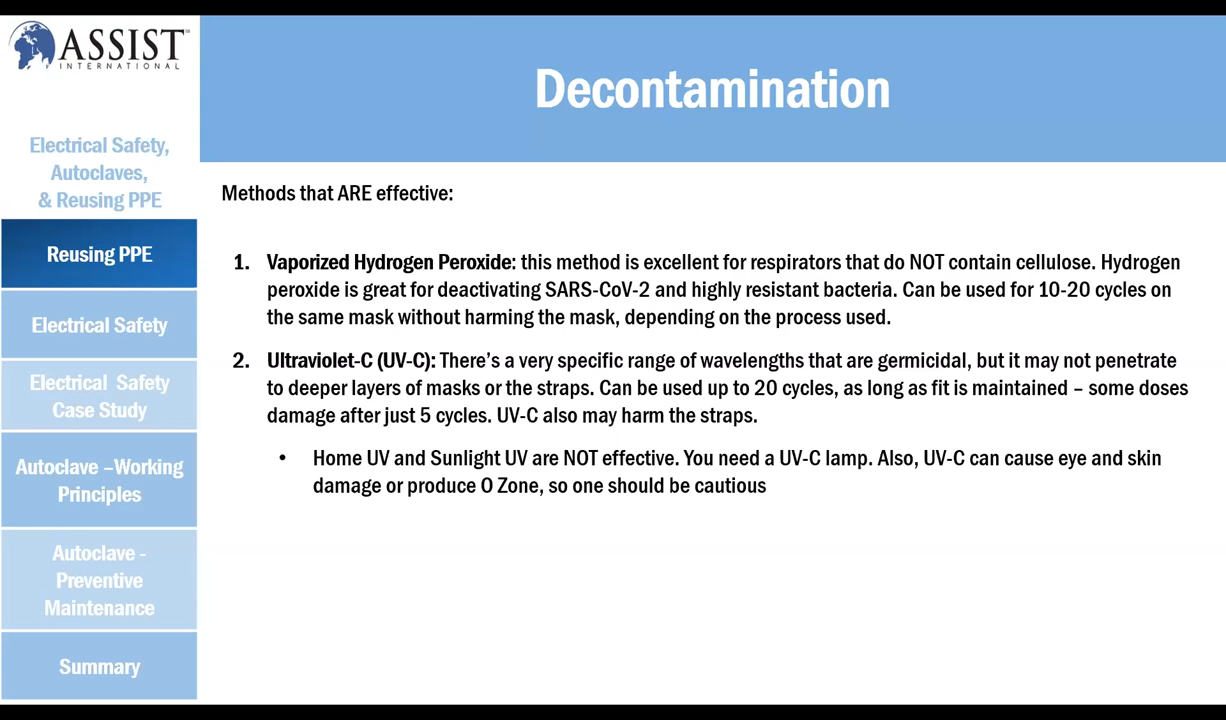 ASSIST
INTERNATIONAL
Decontamination
Electrical Safety,
Autoclaves,
& Reusing PPE
Reusing PPE
Electrical Safety
Electrical Safety
Case Study
Autoclave –Working
Principles
Autoclave -
Preventive
Maintenance
Summary
Methods that ARE effective:
1. Vaporized Hydrogen Peroxide: this method is excellent for respirators that do NOT contain cellulose. Hydrogen
peroxide is great for deactivating SARS-CoV-2 and highly resistant bacteria. Can be used for 10-20 cycles on
the same mask without harming the mask, depending on the process used.
2. Ultraviolet-C (UV-C): There's a very specific range of wavelengths that are germicidal, but it may not penetrate
to deeper layers of masks or the straps. Can be used up to 20 cycles, as long as fit is maintained – some doses
damage after just 5 cycles. UV-C also may harm the straps.
• Home UV and Sunlight UV are NOT effective. You need a UV-C lamp. Also, UV-C can cause eye and skin
damage or produce O Zone, so one should be cautious